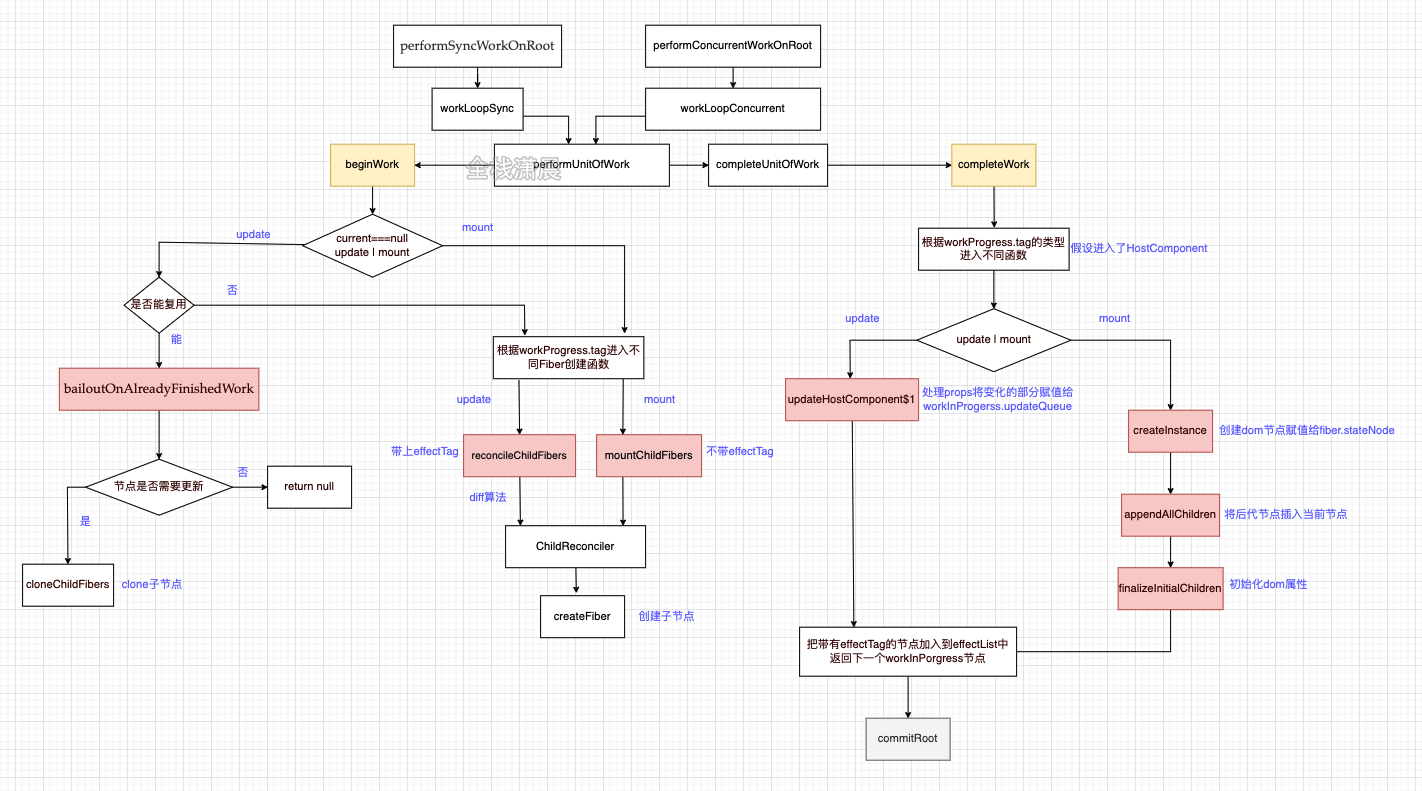 performSyncWorkOnRoot
performConcurrentWorkOnRoot
workLoopSync
workLoopConcurrent
beginWork
performUnitOfWork
全栈潇晨
completeUnitOfWork
completeWork
update
current===null
update | mount
mount
根据workProgress.tag的类型
进入不同函数
假设进入了HostComponent
是否能复用
否
能
根据workProgress.tag进入不
同Fiber创建函数
update
update | mount
mount
bailoutOnAlreadyFinishedWork
update
mount
updateHostComponent$1
处理props将变化的部分赋值给
workInProgerss.updateQueue
带上effectTag
reconcileChildFibers
mountChildFibers
不带effectTag
createInstance
创建dom节点赋值给fiber.stateNode
节点是否需要更新
否
return null
是
diff算法
appendAllChildren
将后代节点插入当前节点
ChildReconciler
cloneChildFibers
clone子节点
createFiber
创建子节点
finalizeInitialChildren
初始化dom属性
把带有effectTag的节点加入到effectList中
返回下一个workInPorgress节点
commitRoot